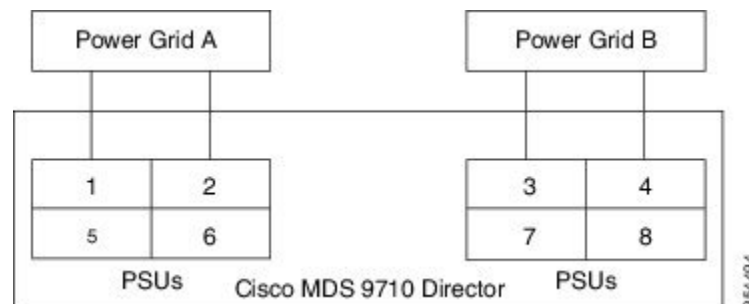 Power Grid A
Power Grid B
1 2
3 4
5 6
7 8
PSUs
Cisco MDS 9710 Director
PSUs